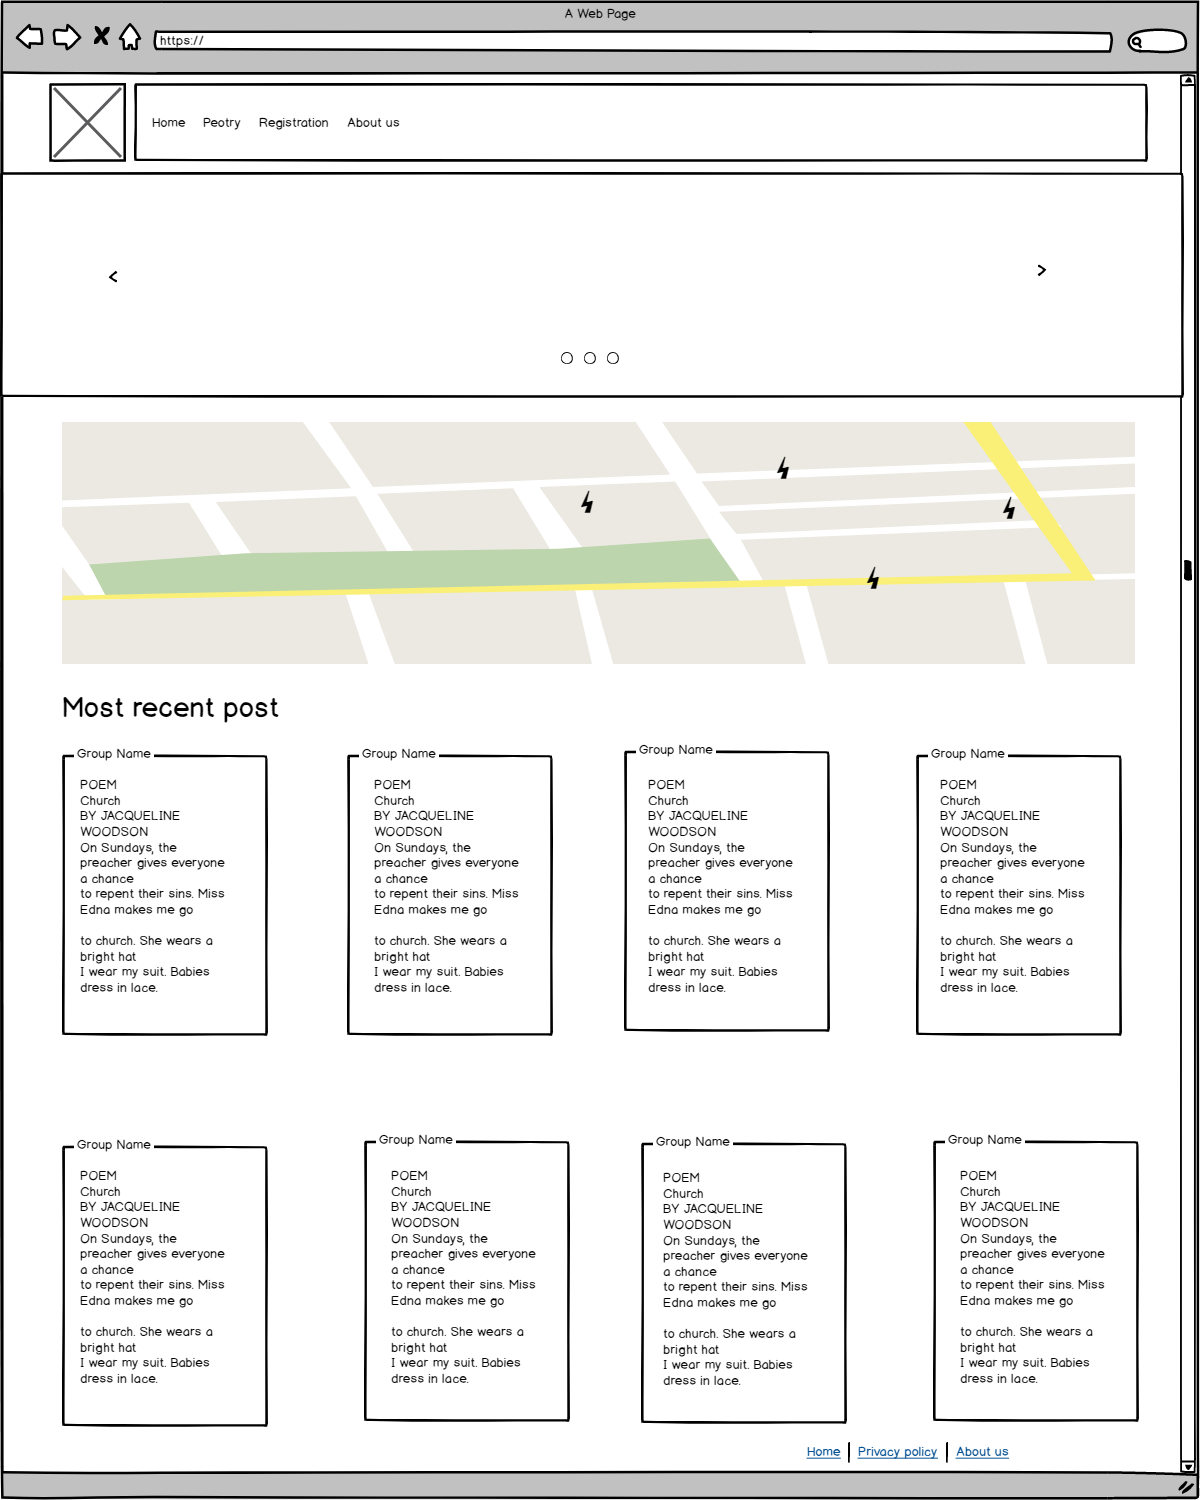 A Web Page
https://
Home Peotry Registration About us
<
>
Most recent post
Group Name
POEM
Church
BY JACQUELINE
WOODSON
On Sundays, the
preacher gives everyone
a chance
to repent their sins. Miss
Edna makes me go
to church. She wears a
bright hat
I wear my suit. Babies
dress in lace.
Group Name
POEM
Church
BY JACQUELINE
WOODSON
On Sundays, the
preacher gives everyone
a chance
to repent their sins. Miss
Edna makes me go
to church. She wears a
bright hat
I wear my suit. Babies
dress in lace.
Group Name
POEM
Church
BY JACQUELINE
WOODSON
On Sundays, the
preacher gives everyone
a chance
to repent their sins. Miss
Edna makes me go
to church. She wears a
bright hat
I wear my suit. Babies
dress in lace.
Group Name
POEM
Church
BY JACQUELINE
WOODSON
On Sundays, the
preacher gives everyone
a chance
to repent their sins. Miss
Edna makes me go
to church. She wears a
bright hat
I wear my suit. Babies
dress in lace.
Group Name
POEM
Church
BY JACQUELINE
WOODSON
On Sundays, the
preacher gives everyone
a chance
to repent their sins. Miss
Edna makes me go
to church. She wears a
bright hat
I wear my suit. Babies
dress in lace.
Group Name
POEM
Church
BY JACQUELINE
WOODSON
On Sundays, the
preacher gives everyone
a chance
to repent their sins. Miss
Edna makes me go
to church. She wears a
bright hat
I wear my suit. Babies
dress in lace.
Group Name
POEM
Church
BY JACQUELINE
WOODSON
On Sundays, the
preacher gives everyone
a chance
to repent their sins. Miss
Edna makes me go
to church. She wears a
bright hat
I wear my suit. Babies
dress in lace.
Group Name
POEM
Church
BY JACQUELINE
WOODSON
On Sundays, the
preacher gives everyone
a chance
to repent their sins. Miss
Edna makes me go
to church. She wears a
bright hat
I wear my suit. Babies
dress in lace.
Home | Privacy policy | About us